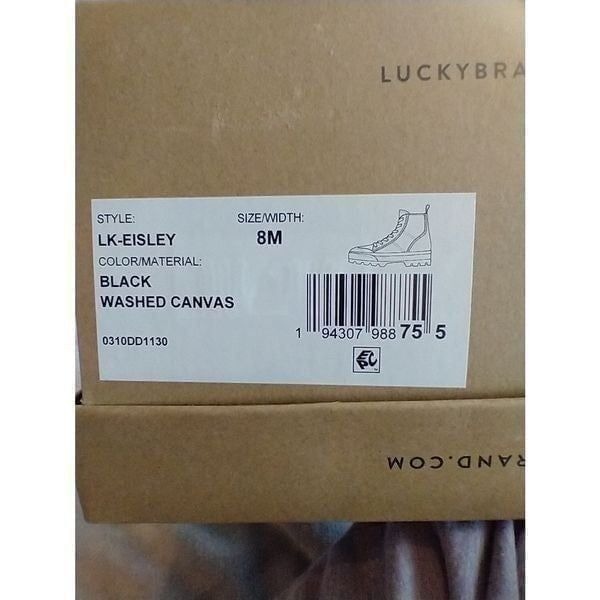 LUCKYBRA
STYLE: SIZE/WIDTH:
LK-EISLEY 8M
COLOR/MATERIAL:
BLACK
WASHED CANVAS
0310DD1130
1 94307 988 75 5
RAND.COM